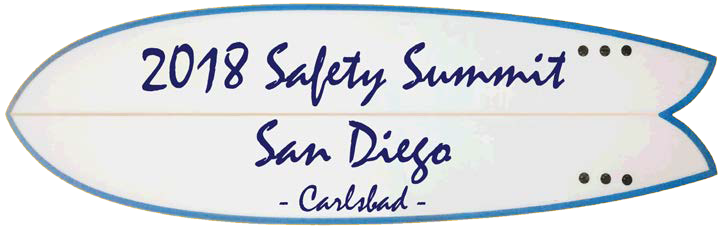 2018 Safety Summit
San Diego
- Carlsbad -